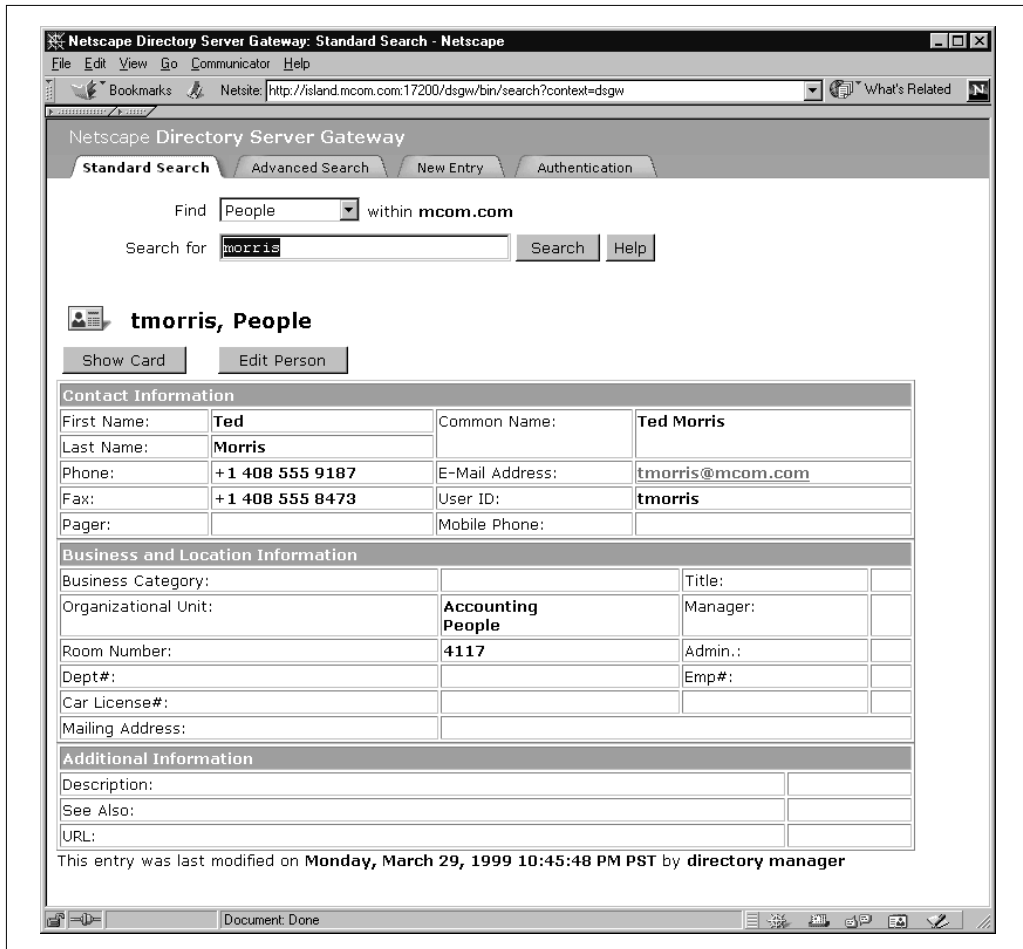 Netscape Directory Server Gateway: Standard Search - Netscape
File Edit View Go Communicator Help
Bookmarks Netsite: http://island.mcom.com:17200/dsgw/bin/search?context=dsgw What's Related N
Netscape Directory Server Gateway
Standard Search Advanced Search New Entry Authentication
Find People within mcom.com
Search for morris Search Help
tmorris, People
Show Card Edit Person
Contact Information
First Name: Ted Common Name: Ted Morris
Last Name: Morris
Phone: +1 408 555 9187 E-Mail Address: tmorris@mcom.com
Fax: +1 408 555 8473 User ID: tmorris
Pager: Mobile Phone:
Business and Location Information
Business Category: Title:
Organizational Unit: Accounting Manager:
People
Room Number: 4117 Admin.:
Dept#: Emp#:
Car License#:
Mailing Address:
Additional Information
Description:
See Also:
URL:
This entry was last modified on Monday, March 29, 1999 10:45:48 PM PST by directory manager
Document: Done